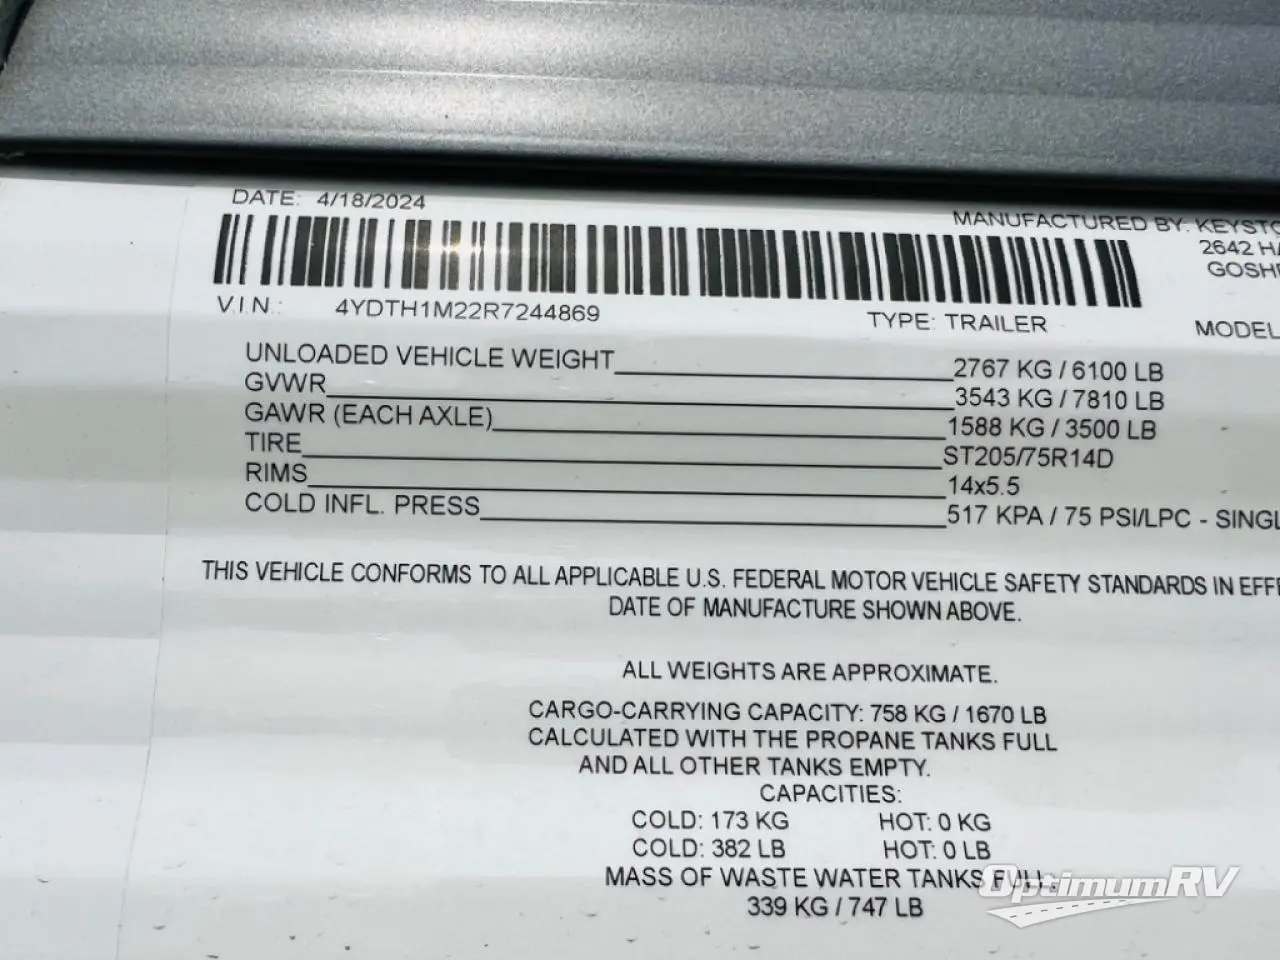 DATE: 4/18/2024
MANUFACTURED BY:
2642
V.I.N.: 4YDTH1M22R7244869
TYPE: TRAILER
MODEL
UNLOADED VEHICLE WEIGHT 2767 KG / 6100 LB
GVWR 3543 KG / 7810 LB
GAWR (EACH AXLE) 1588 KG / 3500 LB
TIRE ST205/75R14D
RIMS 14x5.5
COLD INFL. PRESS 517 KPA / 75 PSI/LPC -
THIS VEHICLE CONFORMS TO ALL APPLICABLE U.S. FEDERAL MOTOR VEHICLE SAFETY STANDARDS IN
DATE OF MANUFACTURE SHOWN ABOVE.
ALL WEIGHTS ARE APPROXIMATE.
CARGO-CARRYING CAPACITY: 758 KG / 1670 LB
CALCULATED WITH THE PROPANE TANKS FULL
AND ALL OTHER TANKS EMPTY.
CAPACITIES:
COLD: 173 KG HOT: 0 KG
COLD: 382 LB HOT: 0 LB
MASS OF WASTE WATER TANKS FULL:
339 KG / 747 LB
OptimumRV